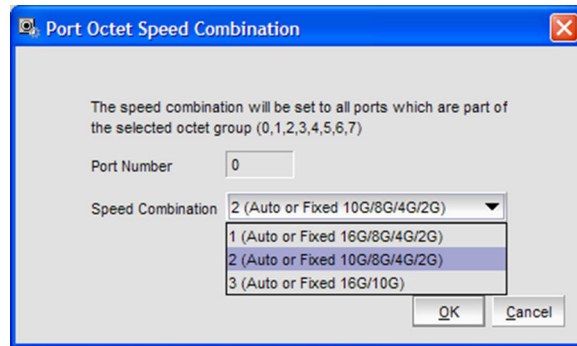 Port Octet Speed Combination
The speed combination will be set to all ports which are part of
the selected octet group (0,1,2,3,4,5,6,7)
Port Number 0
Speed Combination 2 (Auto or Fixed 10G/8G/4G/2G)
1 (Auto or Fixed 16G/8G/4G/2G)
2 (Auto or Fixed 10G/8G/4G/2G)
3 (Auto or Fixed 16G/10G)
OK Cancel